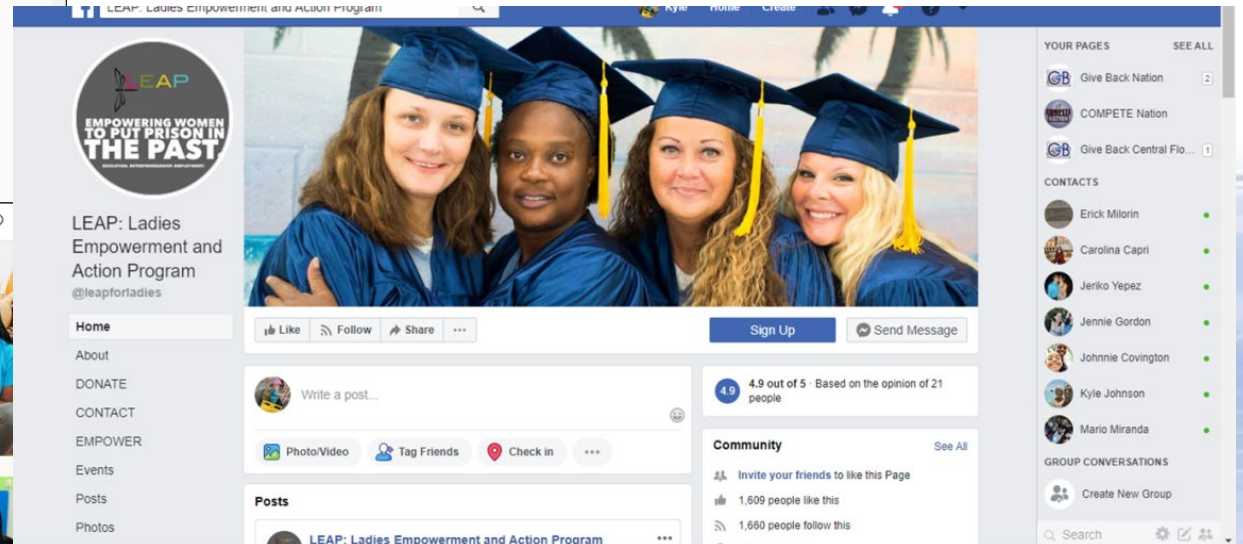 LEAP: Ladies Empowerment and Action Program
Kyle
Home
Create
LEAP
EMPOWERING WOMEN
TO PUT PRISON IN
THE PAST.
EDUCATION. ENTREPRENEURSHIP. EMPLOYMENT.
LEAP: Ladies
Empowerment and
Action Program
@leapforladies
Home
About
DONATE
CONTACT
EMPOWER
Events
Posts
Photos
Like
Follow
Share
Sign Up
Send Message
Write a post...
Photo/Video
Tag Friends
Check in
Posts
LEAP: Ladies Empowerment and Action Program
4.9
4.9 out of 5 · Based on the opinion of 21
people
Community
See All
Invite your friends to like this Page
1,609 people like this
1,660 people follow this
YOUR PAGES
SEE ALL
GB
Give Back Nation
2
COMPETE Nation
GB
Give Back Central Flo...
1
CONTACTS
Erick Milorin
Carolina Capri
Jeriko Yepez
Jennie Gordon
Johnnie Covington
Kyle Johnson
Mario Miranda
GROUP CONVERSATIONS
Create New Group
Search